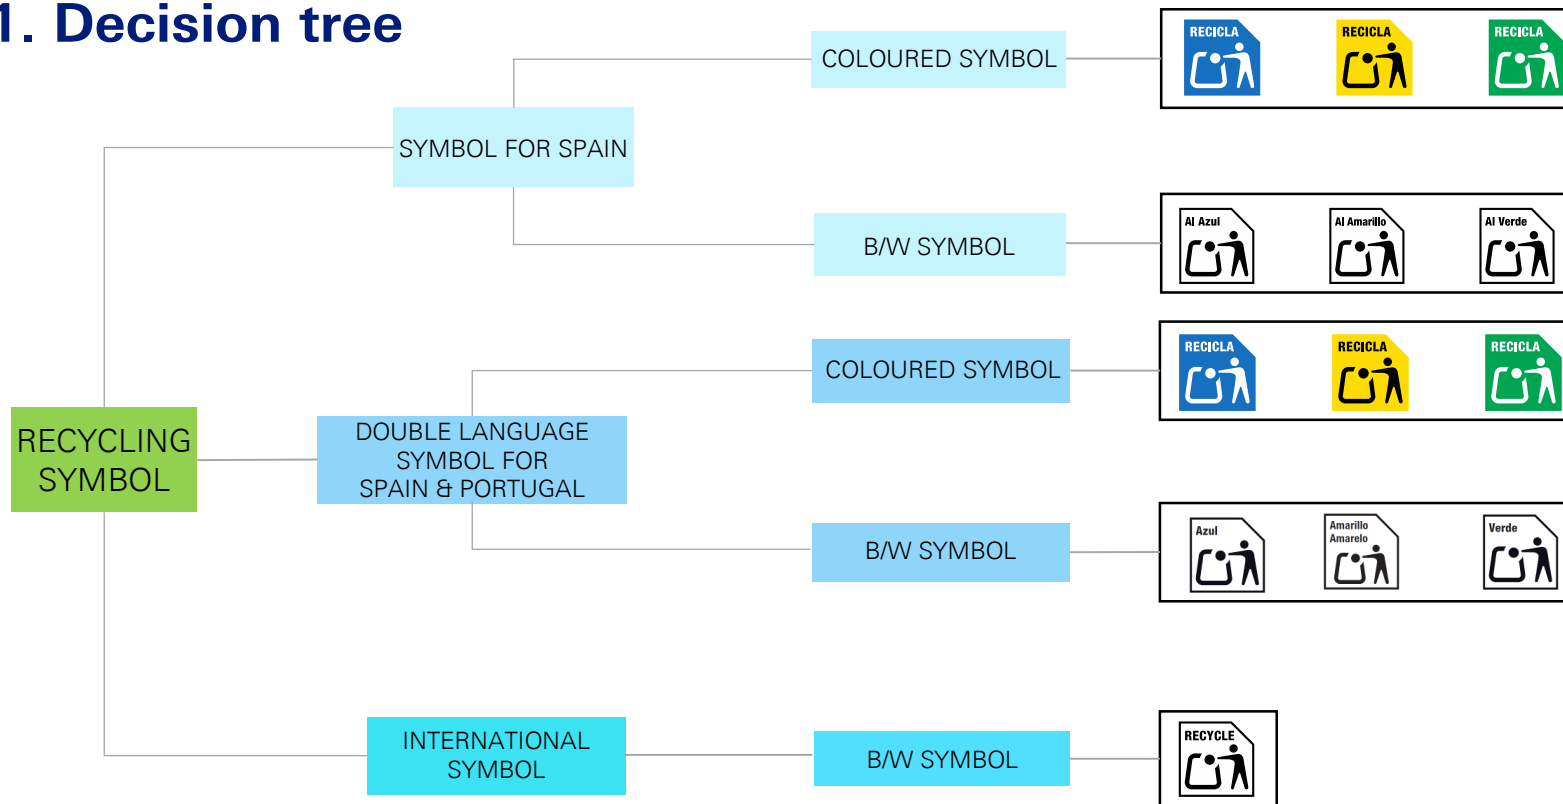 1. Decision tree
COLOURED SYMBOL
RECICLA
RECICLA
RECICLA
SYMBOL FOR SPAIN
B/W SYMBOL
Al Azul
Al Amarillo
Al Verde
COLOURED SYMBOL
RECICLA
RECICLA
RECICLA
RECYCLING
SYMBOL
DOUBLE LANGUAGE
SYMBOL FOR
SPAIN & PORTUGAL
B/W SYMBOL
Azul
Amarillo
Amarelo
Verde
INTERNATIONAL
SYMBOL
B/W SYMBOL
RECYCLE